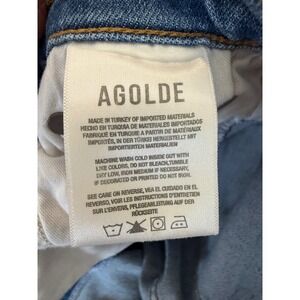 AGOLDE
MADE IN TURKEY OF IMPORTED MATERIALS
HECHO EN TURQUIA DE MATERIALES IMPORTADOS
FABRIQUÉ EN TURQUIE A PARTIR DE MATÉRIAUX
IMPORTÉS, IN DER TÜRKEI HERGESTELLT MIT
IMPORTIERTEN MATERIALIEN
MACHINE WASH COLD INSIDE OUT WITH
LIKE COLORS, DO NOT BLEACH, TUMBLE
DRY LOW, IRON MEDIUM IF NECESSARY,
IF DECORATED OR PRINTED DO NOT IRON.
SEE CARE ON REVERSE, VEA EL CUIDADO EN EL
REVERSO, VOIR LES INSTRUCTIONS D'ENTRETIEN
AU DOS, PFLEGEANLEITUNG AUF DER
RÜCKSEITE